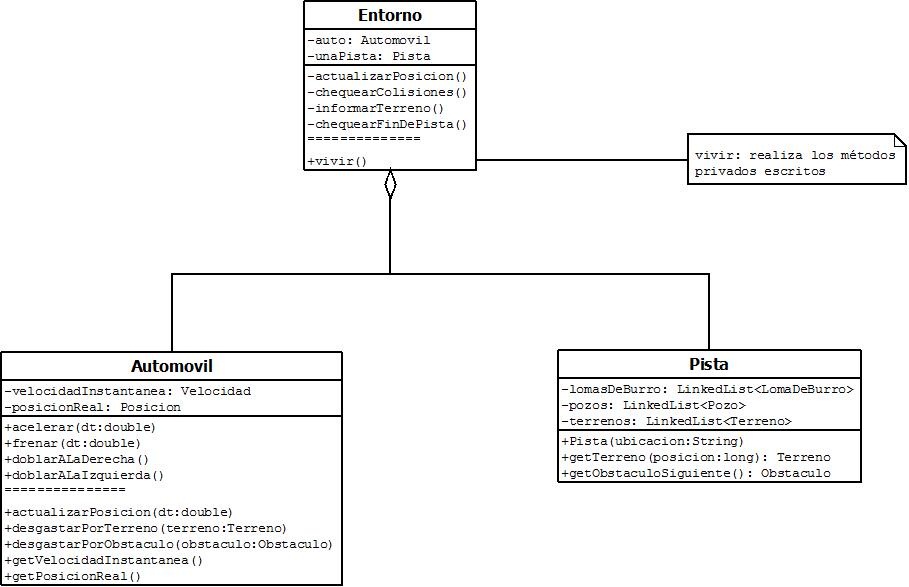 Entorno
-auto: Automovil
-unaPista: Pista
-actualizarPosicion()
-chequearColisiones()
-informarTerreno()
-chequearFinDePista()
==============
+vivir()
vivir: realiza los métodos
privados escritos
Automovil
-velocidadInstantanea: Velocidad
-posicionReal: Posicion
+acelerar(dt:double)
+frenar(dt:double)
+doblarALaDerecha()
+doblarALaIzquierda()
===============
+actualizarPosicion(dt:double)
+desgastarPorTerreno(terreno:Terreno)
+desgastarPorObstaculo(obstaculo:Obstaculo)
+getVelocidadInstantanea()
+getPosicionReal()
Pista
-lomasDeBurro: LinkedList<LomaDeBurro>
-pozos: LinkedList<Pozo>
-terrenos: LinkedList<Terreno>
+Pista(ubicacion:String)
+getTerreno(posicion:long): Terreno
+getObstaculoSiguiente(): Obstaculo